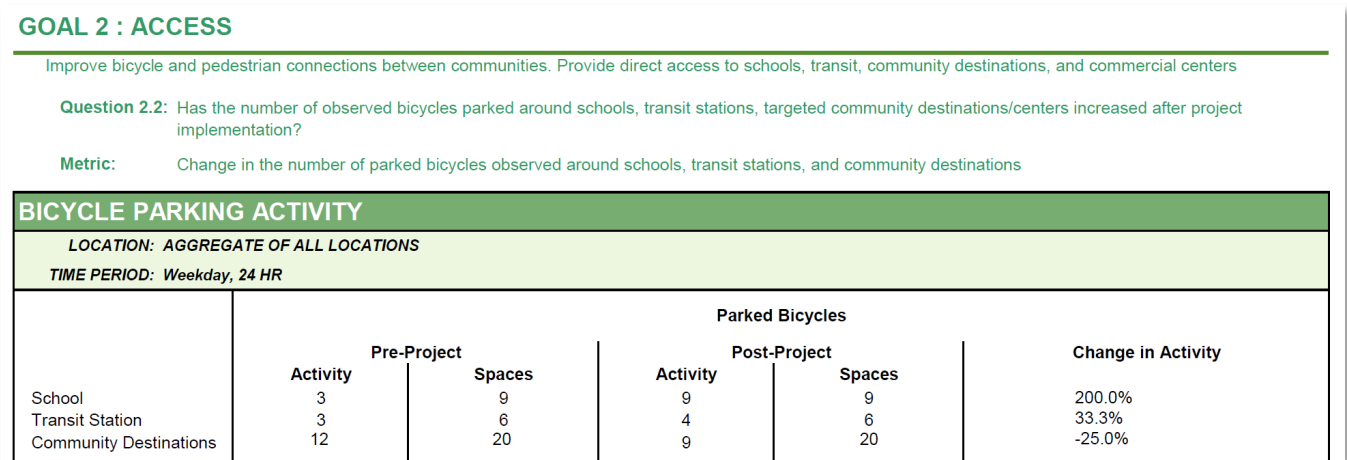 GOAL 2 : ACCESS
Improve bicycle and pedestrian connections between communities. Provide direct access to schools, transit, community destinations, and commercial centers
Question 2.2: Has the number of observed bicycles parked around schools, transit stations, targeted community destinations/centers increased after project
implementation?
Metric: Change in the number of parked bicycles observed around schools, transit stations, and community destinations
BICYCLE PARKING ACTIVITY
LOCATION: AGGREGATE OF ALL LOCATIONS
TIME PERIOD: Weekday, 24 HR
Parked Bicycles
Pre-Project Post-Project Change in Activity
Activity Spaces Activity Spaces
School 3 9 9 9 200.0%
Transit Station 3 6 4 6 33.3%
Community Destinations 12 20 9 20 -25.0%